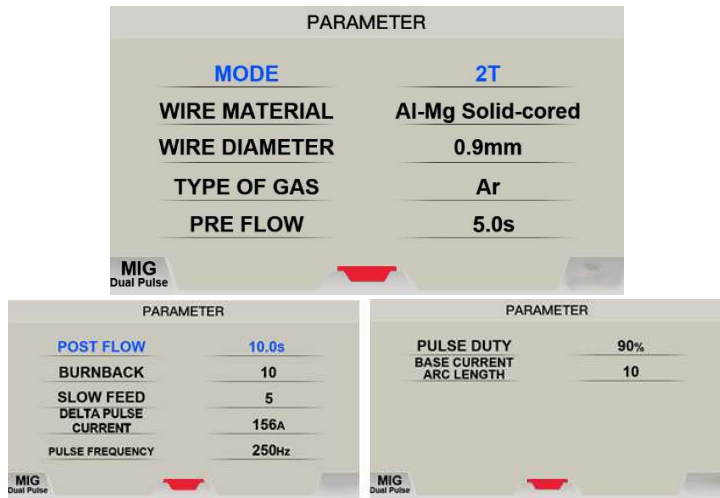 PARAMETER
MODE 2T
WIRE MATERIAL Al-Mg Solid-cored
WIRE DIAMETER 0.9mm
TYPE OF GAS Ar
PRE FLOW 5.0s
MIG
Dual Pulse
PARAMETER
POST FLOW 10.0s
BURNBACK 10
SLOW FEED 5
DELTA PULSE
CURRENT 156A
PULSE FREQUENCY 250Hz
MIG
Dual Pulse
PARAMETER
PULSE DUTY 90%
BASE CURRENT
ARC LENGTH 10
MIG
Dual Pulse